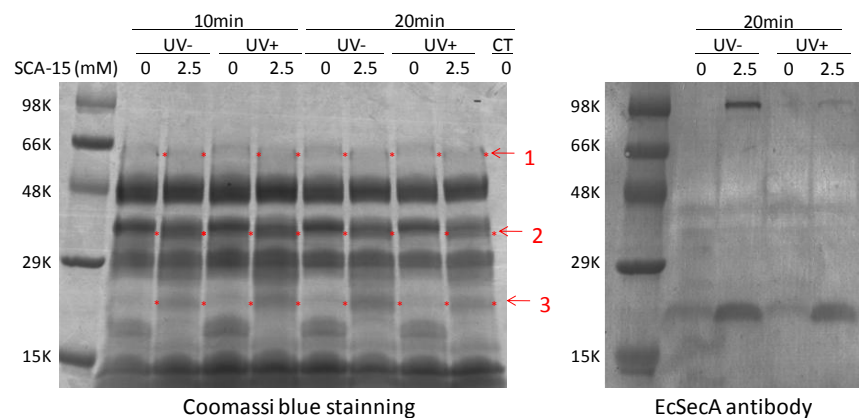 10min 20min 20min
UV- UV+ UV- UV+ CT UV- UV+
SCA-15 (mM) 0 2.5 0 2.5 0 2.5 0 2.5 0 0 2.5 0 2.5
98K 98K
66K 1 66K
48K 48K
2
29K 29K
3
15K 15K
Coomassi blue stainning EcSecA antibody